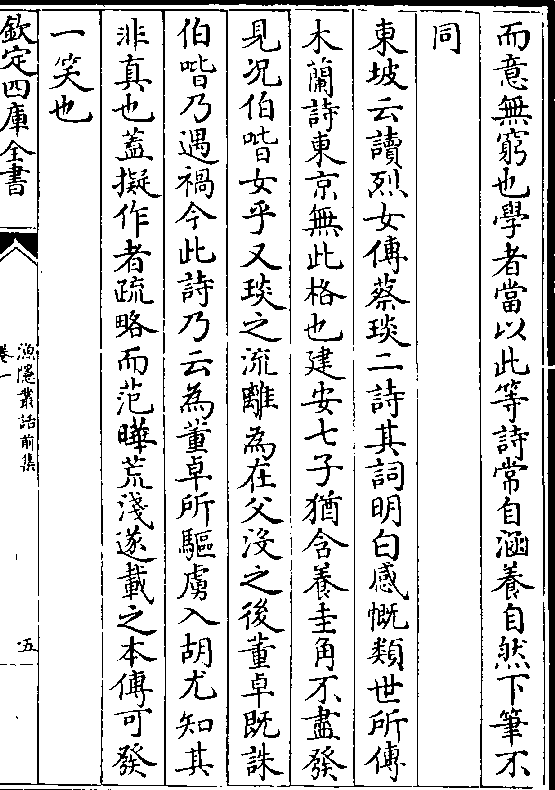 而意無窮也學者當以此等詩常自涵養自然下筆不
同
東坡云讀烈女傳蔡琰二詩其詞明白感慨類世所傳
木蘭詩東京無此格也建安七子猶含養圭角不盡發
見况伯喈女乎又琰之流離為在父沒之後董卓既誅
伯喈乃遇禍今此詩乃云為董卓所驅虜入胡尤知其
非真也蓋擬作者疏略而范曄荒淺遂載之本傳可發
一笑也
欽定四庫全書
漁隱叢話前集
卷一
五